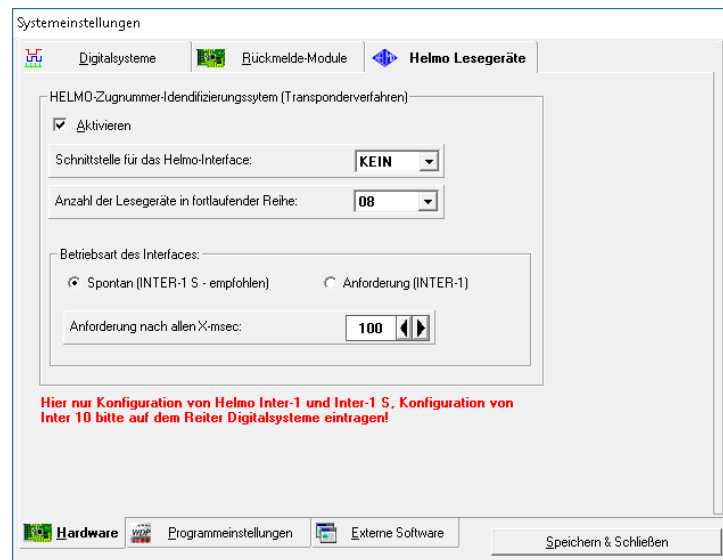 Systemeinstellungen
Digitalsysteme
Rückmelde-Module
Helmo Lesegeräte
HELMO-Zugnummer-Idendifizierungssytem (Transponderverfahren)
Aktivieren
Schnittstelle für das Helmo-Interface: KEIN
Anzahl der Lesegeräte in fortlaufender Reihe: 08
Betriebsart des Interfaces:
Spontan (INTER-1 S - empfohlen) Anforderung (INTER-1)
Anforderung nach allen X-msec: 100
Hier nur Konfiguration von Helmo Inter-1 und Inter-1 S, Konfiguration von
Inter 10 bitte auf dem Reiter Digitalsysteme eintragen!
Hardware
WDP
Programmeinstellungen
Externe Software
Speichern & Schließen